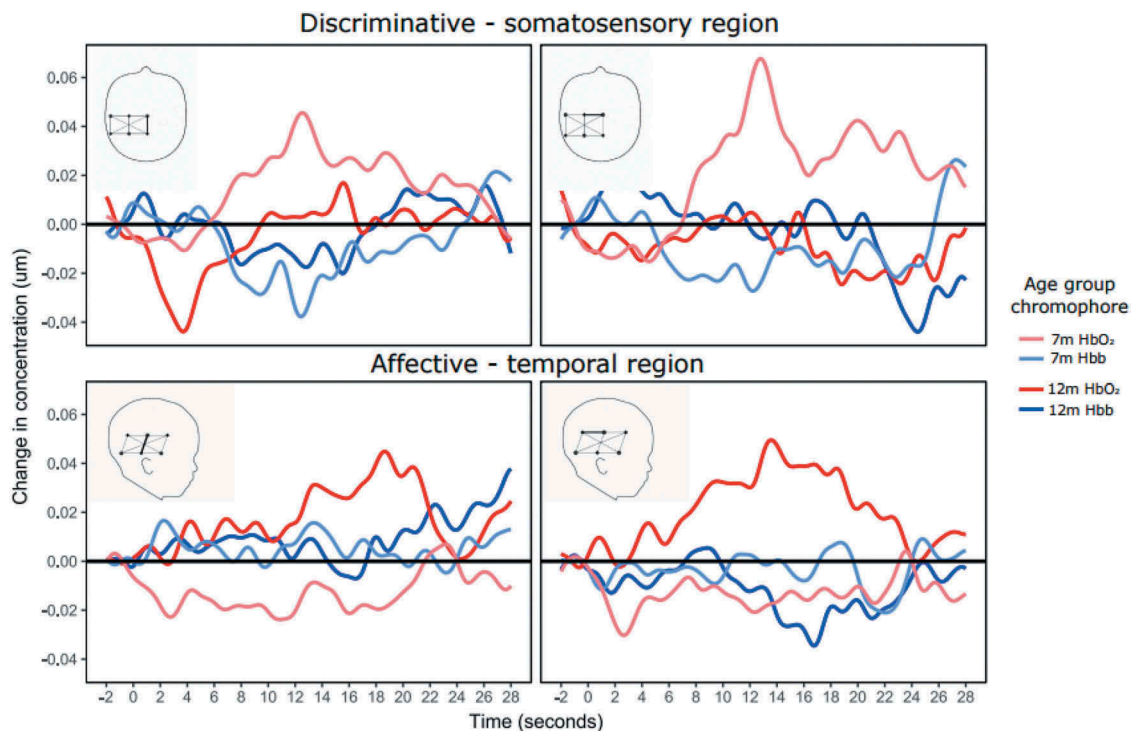 Discriminative - somatosensory region
0.06
0.04
0.02
0.00
-0.02
-0.04
Change in concentration (um)
Age group
chromophore
7m HbO₂
7m Hbb
12m HbO₂
12m Hbb
Affective - temporal region
0.06
0.04
0.02
0.00
-0.02
-0.04
-2 0 2 4 6 8 10 12 14 16 18 20 22 24 26 28
-2 0 2 4 6 8 10 12 14 16 18 20 22 24 26 28
Time (seconds)